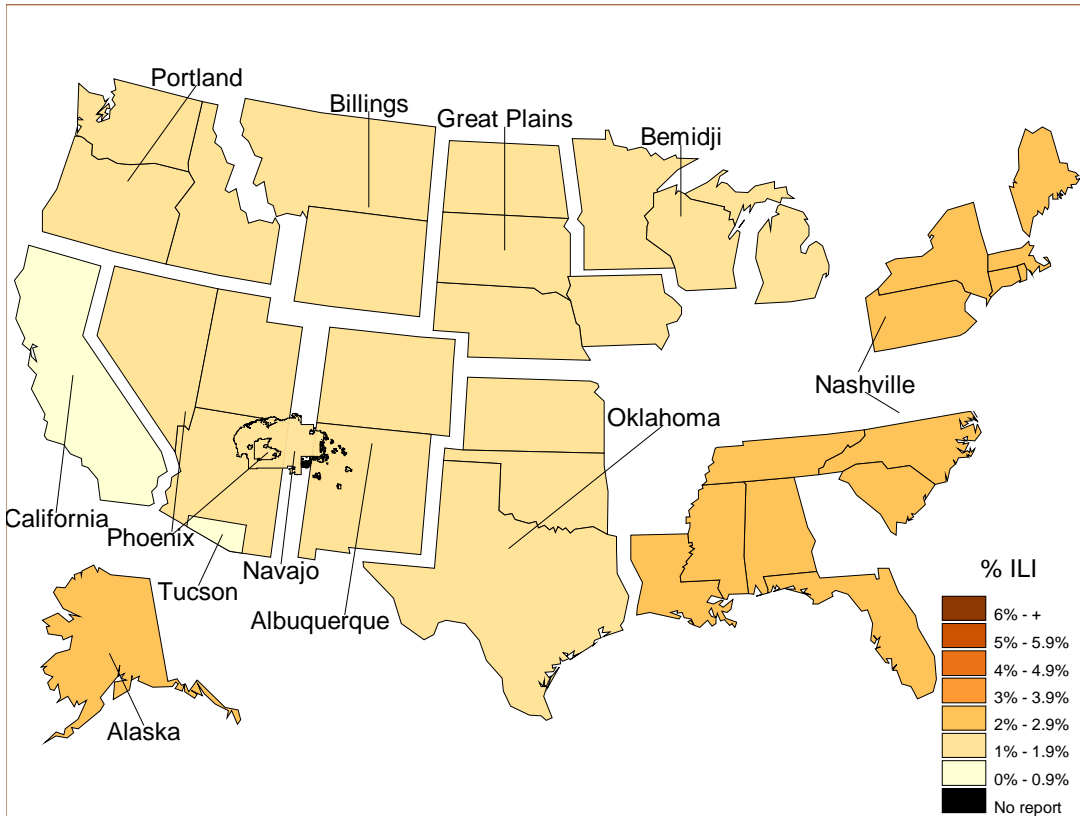 Portland
Billings
Great Plains
Bemidji
Nashville
Oklahoma
California
Phoenix
Navajo
Tucson
Albuquerque
Alaska
% ILI
6% - +
5% - 5.9%
4% - 4.9%
3% - 3.9%
2% - 2.9%
1% - 1.9%
0% - 0.9%
No report